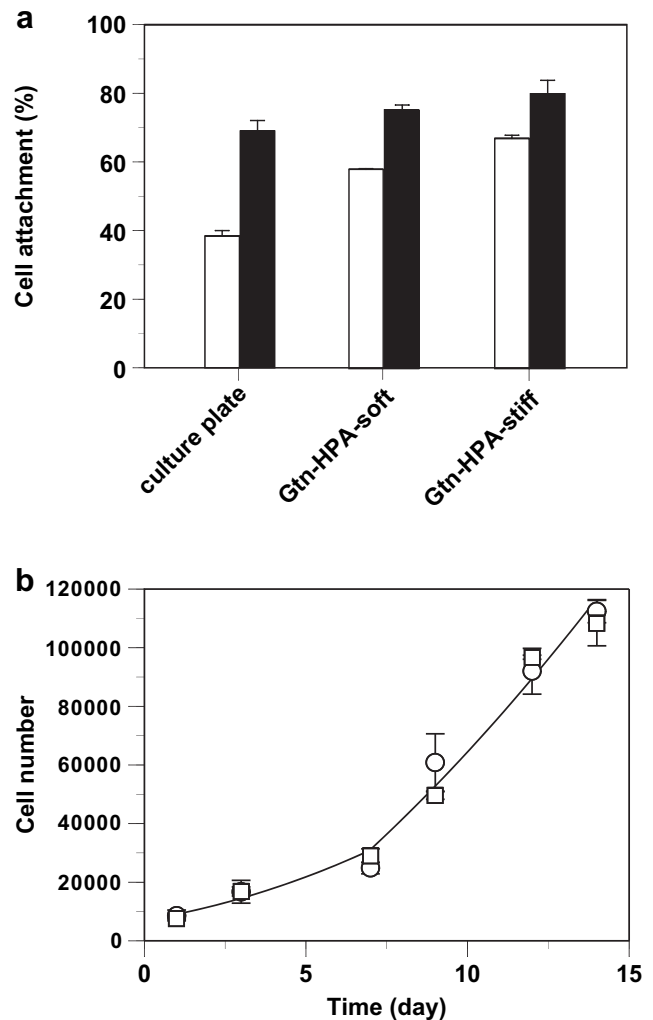 a
Cell attachment (%)
100
80
60
40
20
0
culture plate
Gtn-HPA-soft
Gtn-HPA-stiff
b
Cell number
120000
100000
80000
60000
40000
20000
0
0 5 10 15
Time (day)